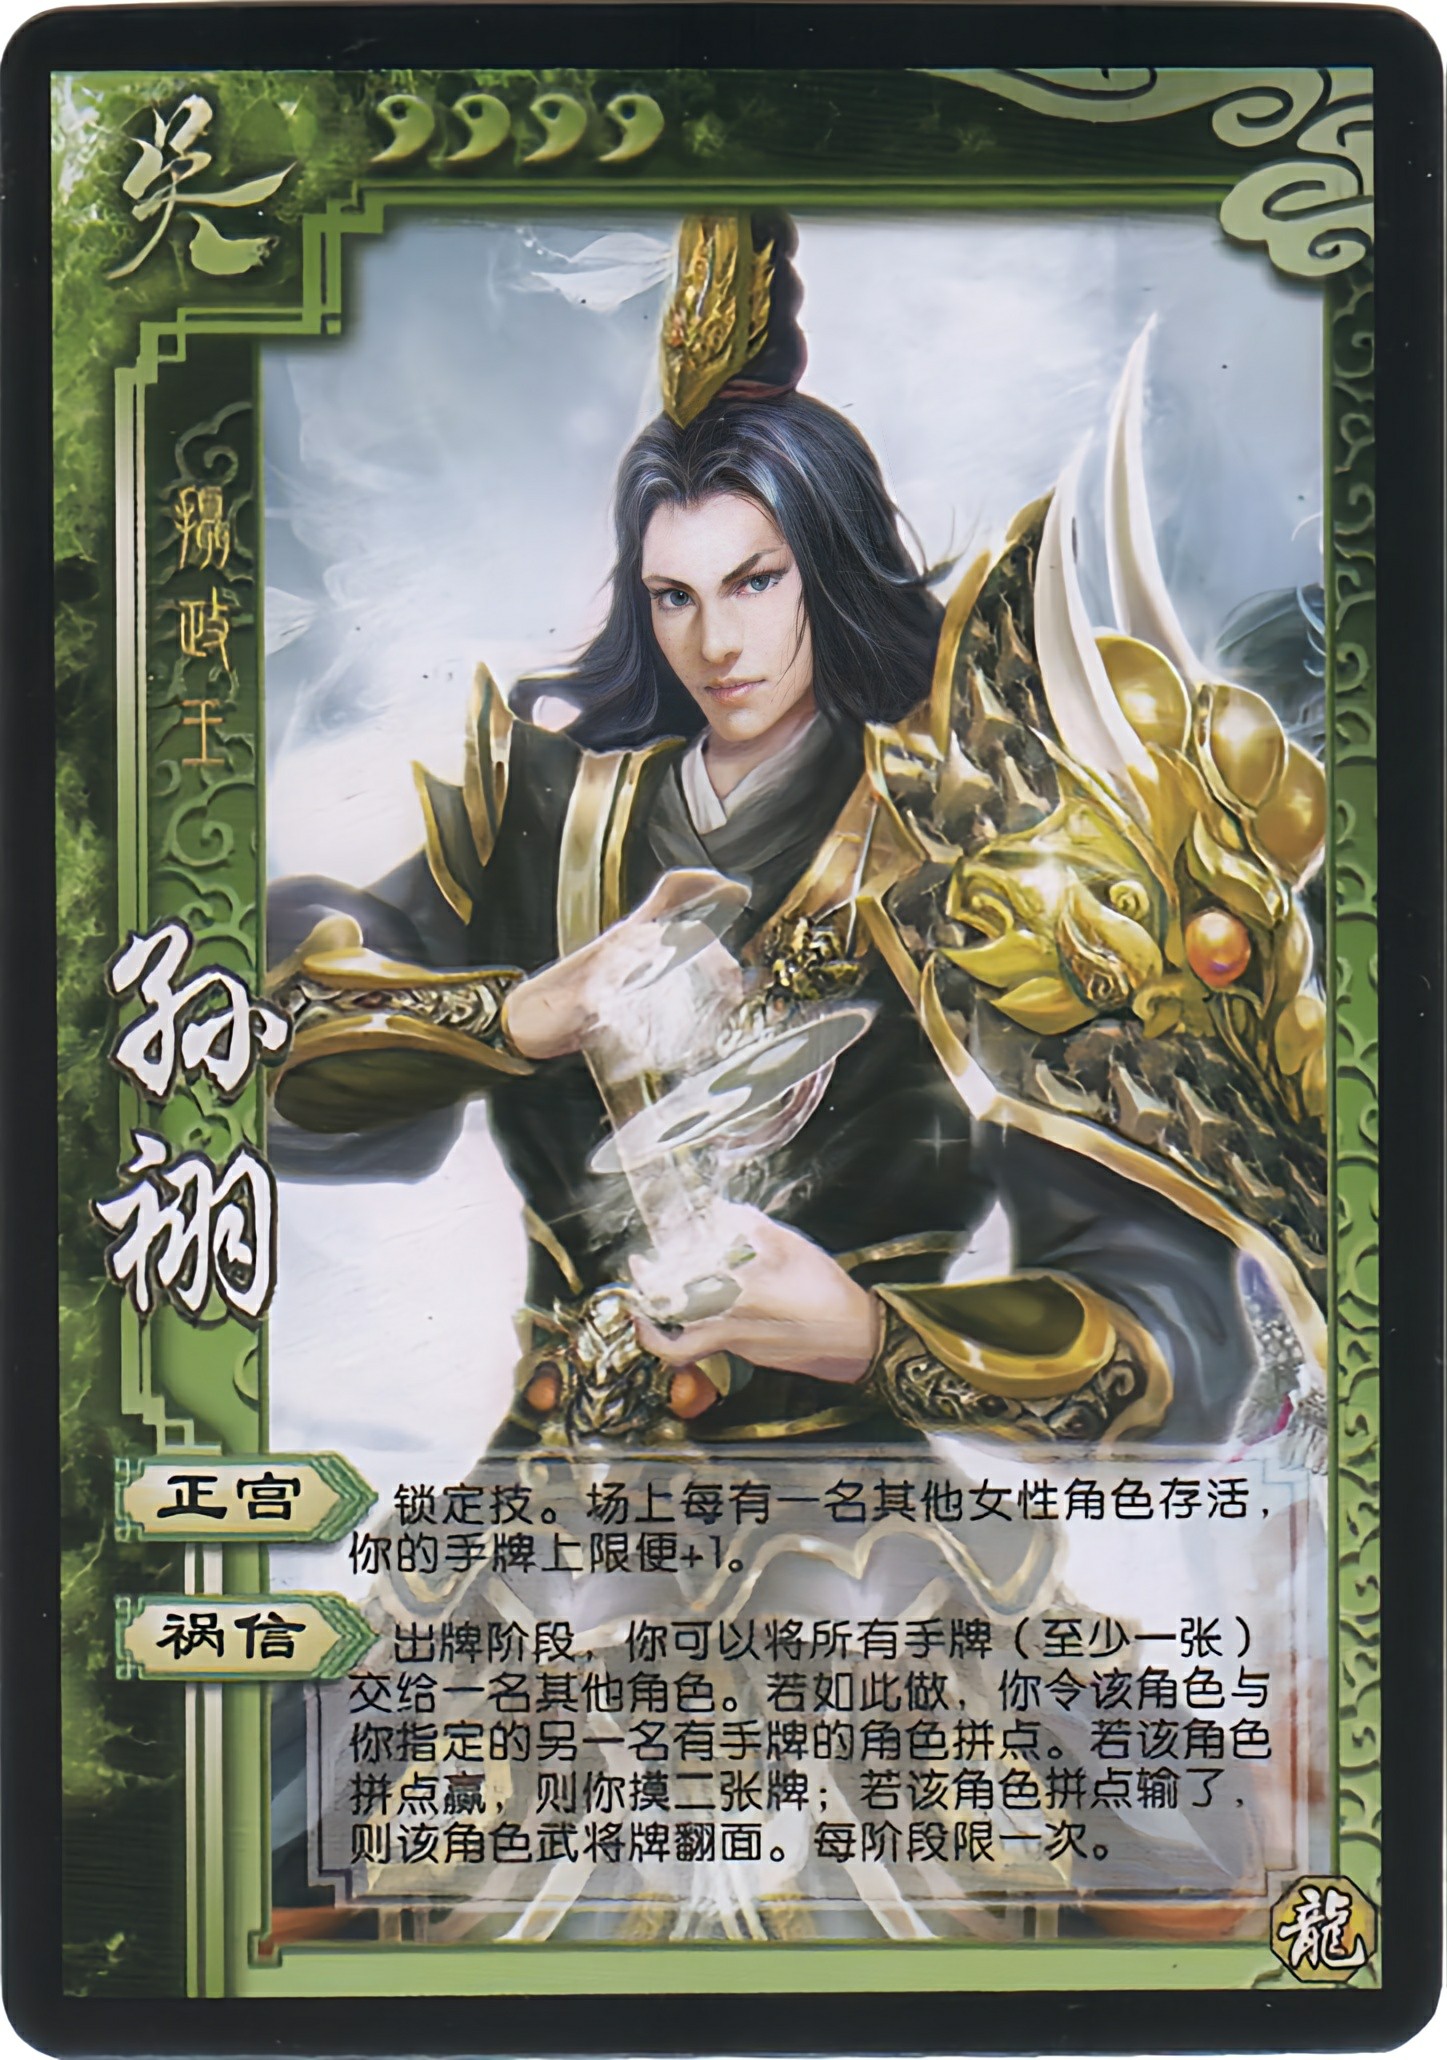 吴
摄政王
孙栩
正宫
锁定技。场上每有一名其他女性角色存活，
你的手牌上限便+1。
祸信
出牌阶段，你可以将所有手牌（至少一张）
交给一名其他角色。若如此做，你令该角色与
你指定的另一名有手牌的角色拼点。若该角色
拼点赢，则你摸二张牌；若该角色拼点输了，
则该角色武将牌翻面。每阶段限一次。
龍